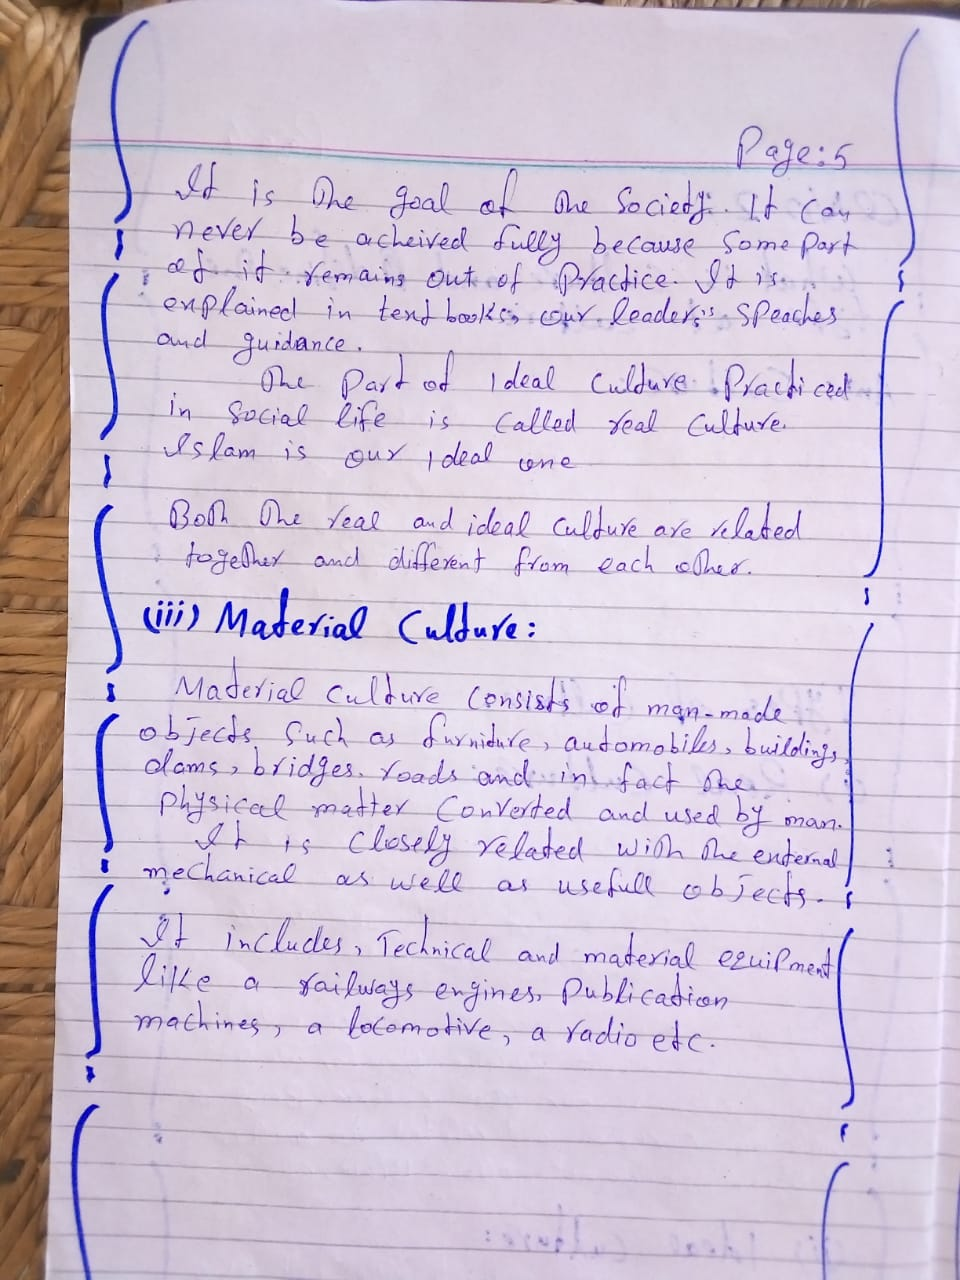 Page:5
It is the goal of the Society. It can
never be acheived fully because some part
of it remains out of Practice. It is
explained in text books, our leader,s Speaches
and guidance.
The part of Ideal Culture Practiced
in Social life is Called real Culture.
Islam is our Ideal one
Both the real and ideal Culture are related
together and different from each other.
(iii) Material Culture:
Material Culture Consists of man-made
objects Such as furniture, automobiles, buildings,
dams, bridges, roads and in fact the
physical matter Converted and used by man.
It is Closely related with the external
mechanical as well as usefull objects.
It includes, Technical and material equipment
like a railways engines, Publication
machines, a locomotive, a radio etc.